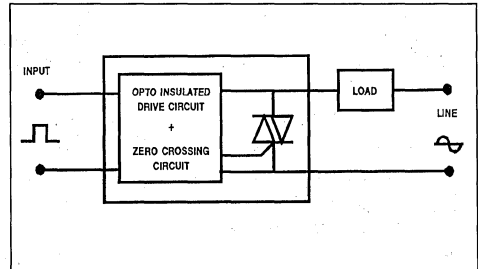 INPUT
OPTO INSULATED
DRIVE CIRCUIT
+
ZERO CROSSING
CIRCUIT
LOAD
LINE